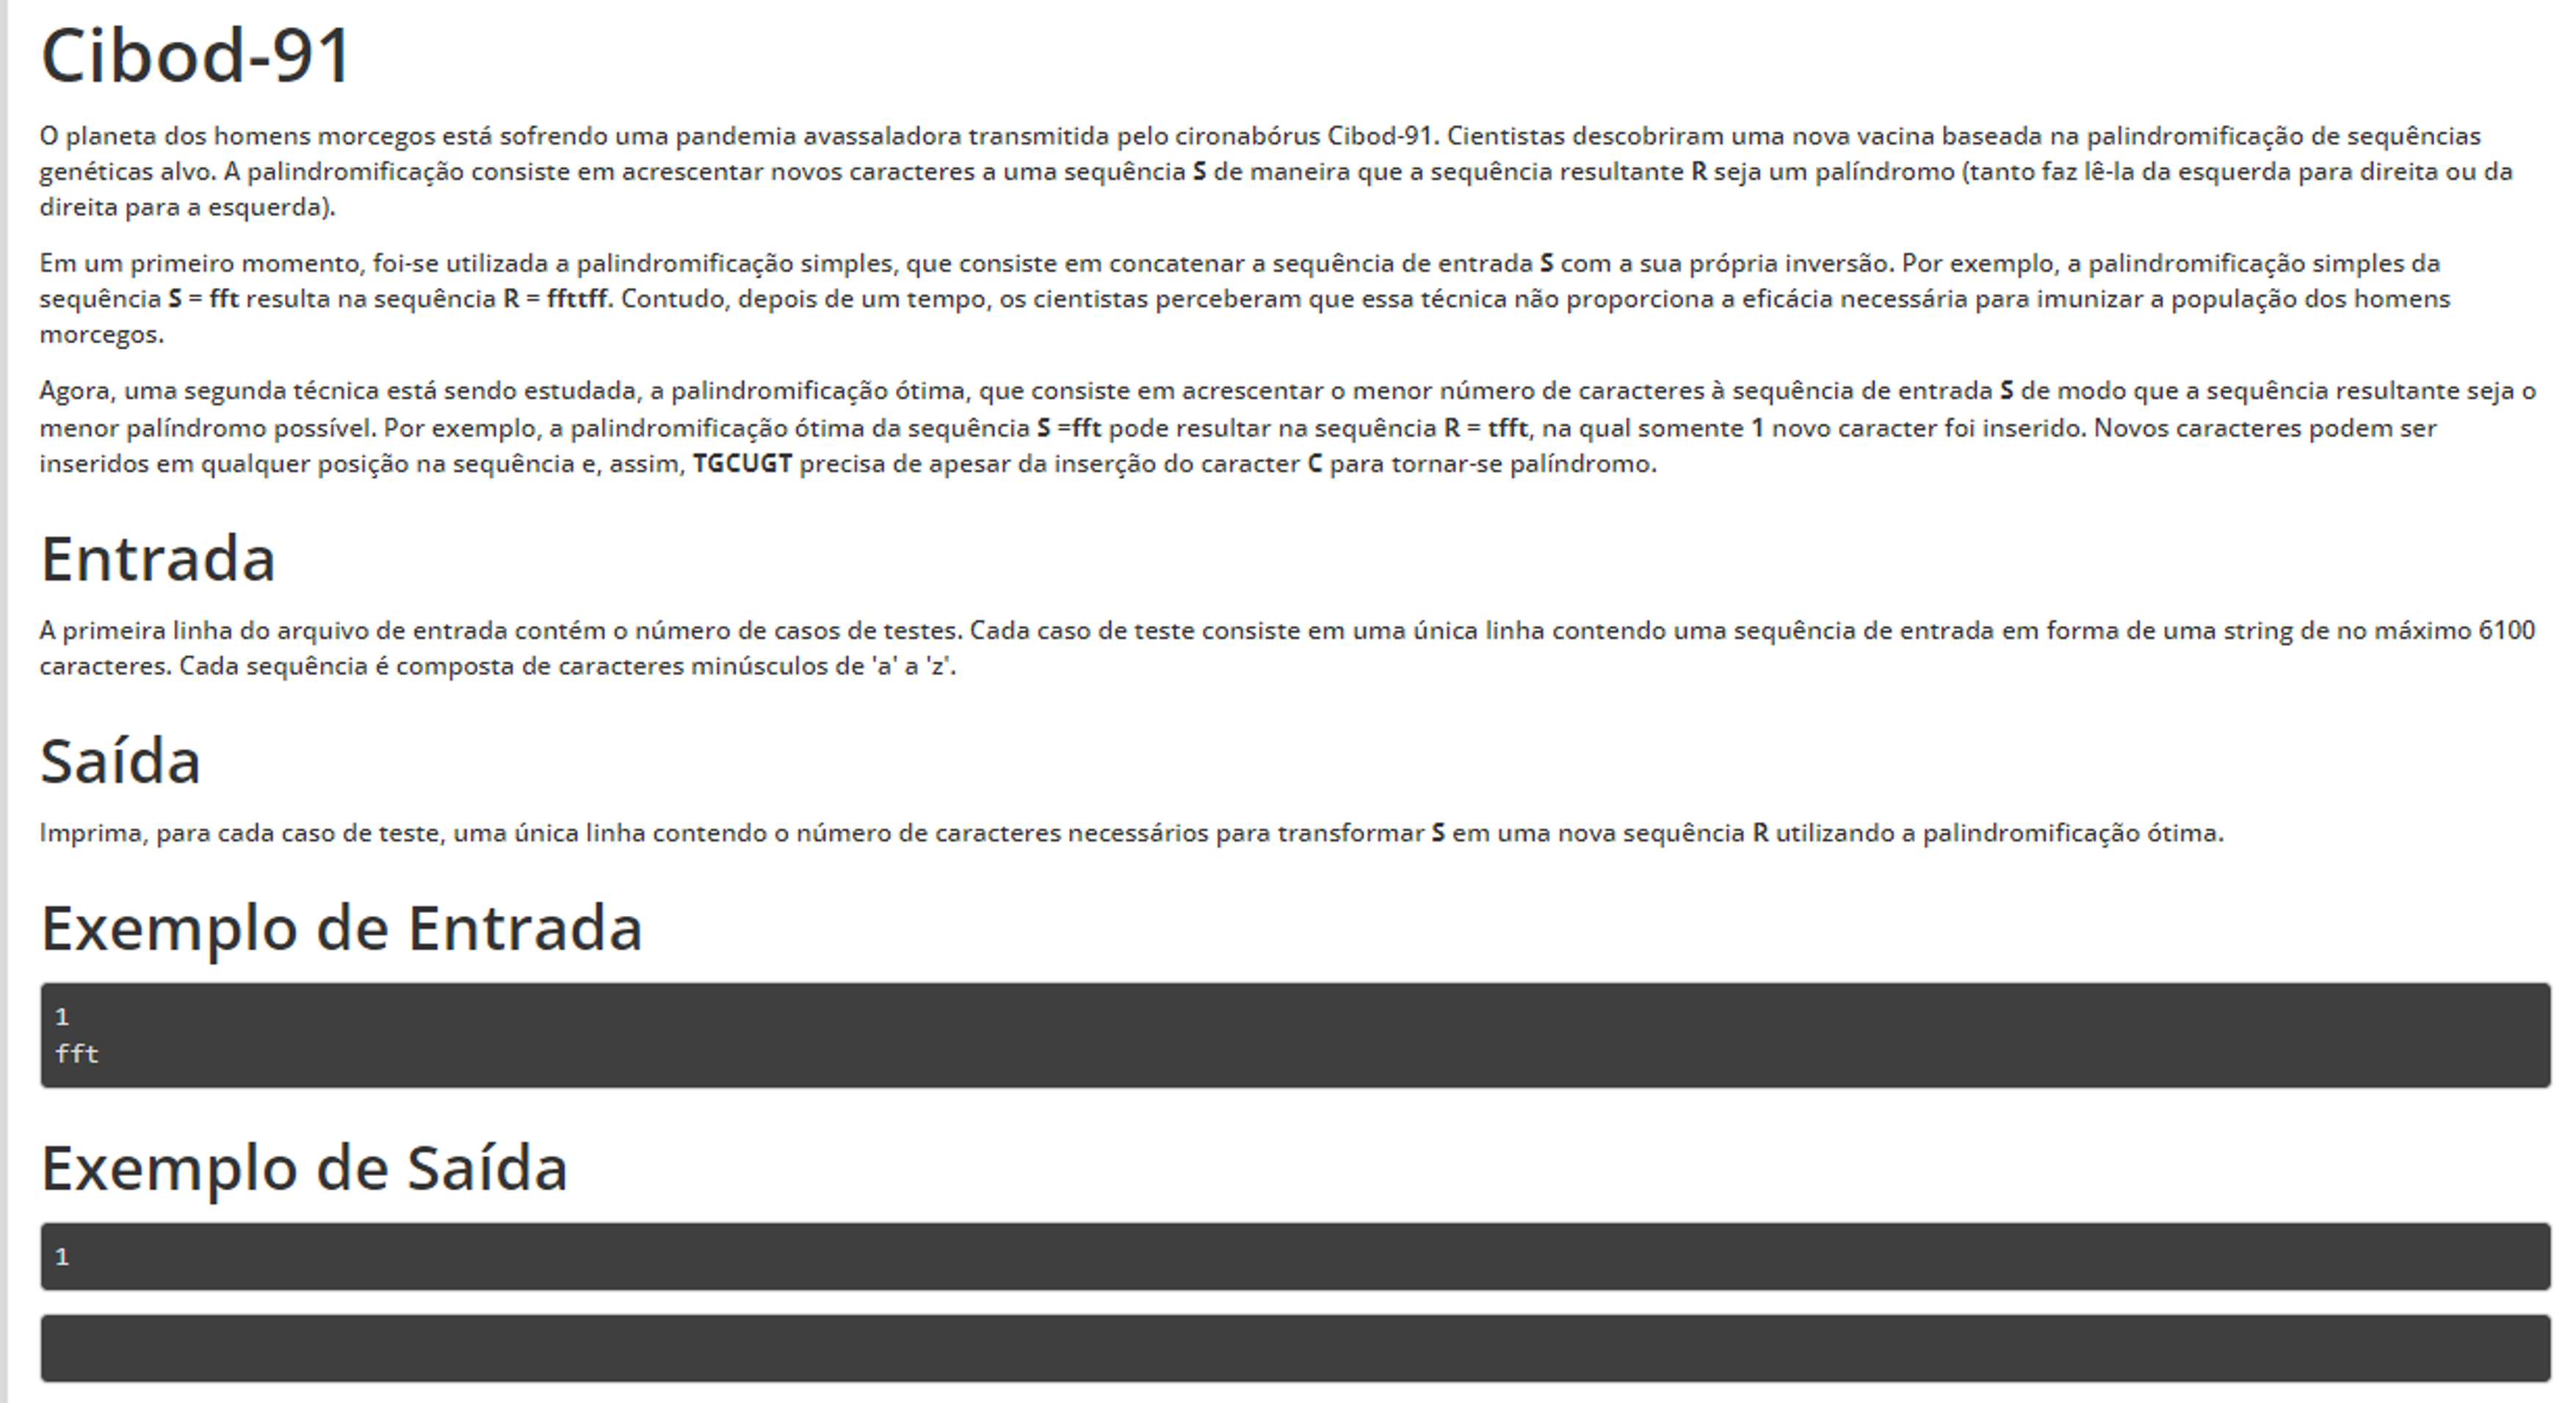 Cibod-91
O planeta dos homens morcegos está sofrendo uma pandemia avassaladora transmitida pelo cironabórus Cibod-91. Cientistas descobriram uma nova vacina baseada na palindromificação de sequências
genéticas alvo. A palindromificação consiste em acrescentar novos caracteres a uma sequência S de maneira que a sequência resultante R seja um palíndromo (tanto faz lê-la da esquerda para direita ou da
direita para a esquerda).
Em um primeiro momento, foi-se utilizada a palindromificação simples, que consiste em concatenar a sequência de entrada S com a sua própria inversão. Por exemplo, a palindromificação simples da
sequência S = fft resulta na sequência R = ffttff. Contudo, depois de um tempo, os cientistas perceberam que essa técnica não proporciona a eficácia necessária para imunizar a população dos homens
morcegos.
Agora, uma segunda técnica está sendo estudada, a palindromificação ótima, que consiste em acrescentar o menor número de caracteres à sequência de entrada S de modo que a sequência resultante seja o
menor palíndromo possível. Por exemplo, a palindromificação ótima da sequência S =fft pode resultar na sequência R = tfft, na qual somente 1 novo caracter foi inserido. Novos caracteres podem ser
inseridos em qualquer posição na sequência e, assim, TGCUGT precisa de apesar da inserção do caracter C para tornar-se palíndromo.
Entrada
A primeira linha do arquivo de entrada contém o número de casos de testes. Cada caso de teste consiste em uma única linha contendo uma sequência de entrada em forma de uma string de no máximo 6100
caracteres. Cada sequência é composta de caracteres minúsculos de 'a' a 'z'.
Saída
Imprima, para cada caso de teste, uma única linha contendo o número de caracteres necessários para transformar S em uma nova sequência R utilizando a palindromificação ótima.
Exemplo de Entrada
1
fft
Exemplo de Saída
1